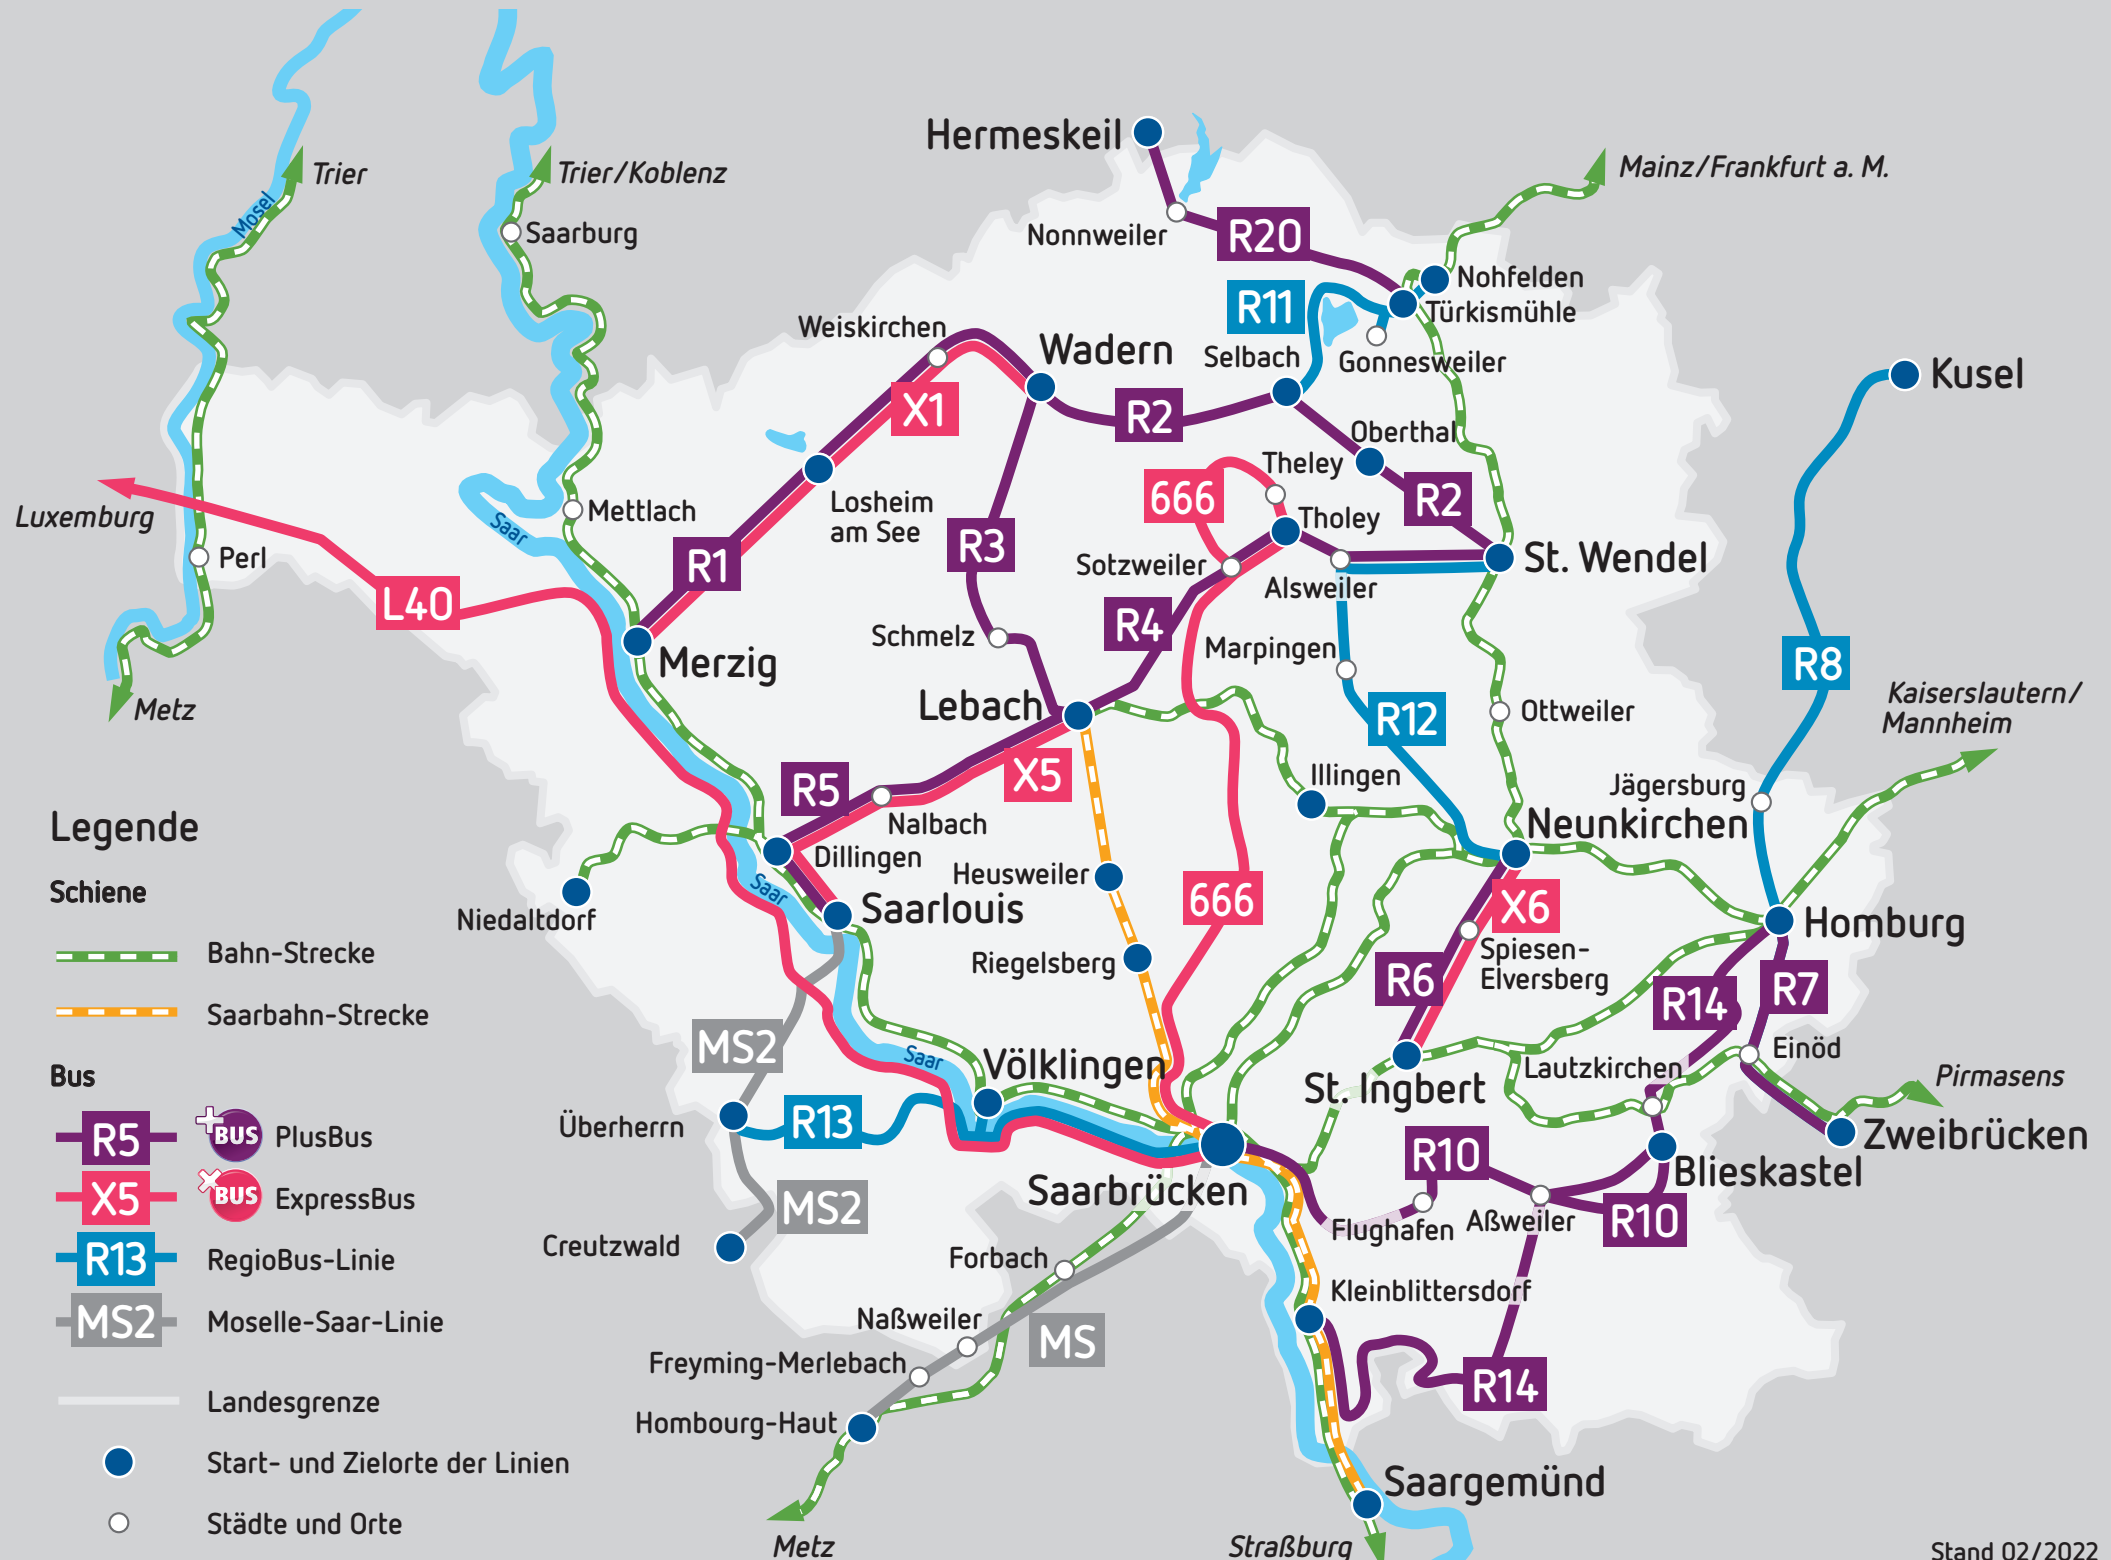 Hermeskeil
Trier
Trier/Koblenz
Mainz/Frankfurt a. M.
Mosel
Saarburg
Nonnweiler
R20
Nohfelden
R11
Türkismühle
Weiskirchen
Wadern
Selbach
Gonnesweiler
Kusel
X1
R2
Oberthal
Theley
Losheim
am See
666
R2
Luxemburg
Mettlach
Saar
Tholey
R3
Perl
R1
Sotzweiler
St. Wendel
Alsweiler
L40
R4
Schmelz
Marpingen
Merzig
R8
Metz
Lebach
R12
Ottweiler
Kaiserslautern/
Mannheim
R5
X5
Illingen
Jägersburg
Nalbach
Neunkirchen
Legende
Dillingen
Heusweiler
Schiene
Saar
Niedaltdorf
Saarlouis
666
X6
Homburg
Bahn-Strecke
Riegelsberg
Spiesen-
Elversberg
R6
R14
R7
Saarbahn-Strecke
MS2
Saar
Völklingen
Einöd
Lautzkirchen
Bus
St. Ingbert
Pirmasens
R5
+
BUS
PlusBus
Überherrn
R13
Zweibrücken
R10
Blieskastel
X5
×
BUS
ExpressBus
MS2
Saarbrücken
Flughafen
Aßweiler
R10
R13
RegioBus-Linie
Creutzwald
Forbach
Kleinblittersdorf
MS2
Moselle-Saar-Linie
Naßweiler
MS
Freyming-Merlebach
R14
Landesgrenze
Hombourg-Haut
Start- und Zielorte der Linien
Saargemünd
Städte und Orte
Metz
Straßburg
Stand 02/2022